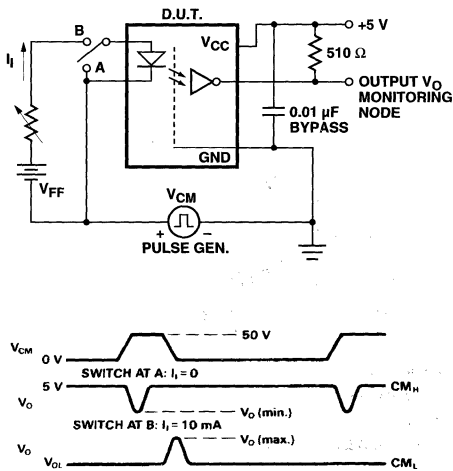 D.U.T.
B
A
I_I
V_CC
+5 V
510 Ω
OUTPUT V_O
MONITORING
NODE
0.01 μF
BYPASS
GND
V_FF
V_CM
+ −
PULSE GEN.
V_CM
50 V
0 V
SWITCH AT A: I_I = 0
5 V
CM_H
V_O
V_O (min.)
SWITCH AT B: I_I = 10 mA
V_O (max.)
V_O
V_OL
CM_L